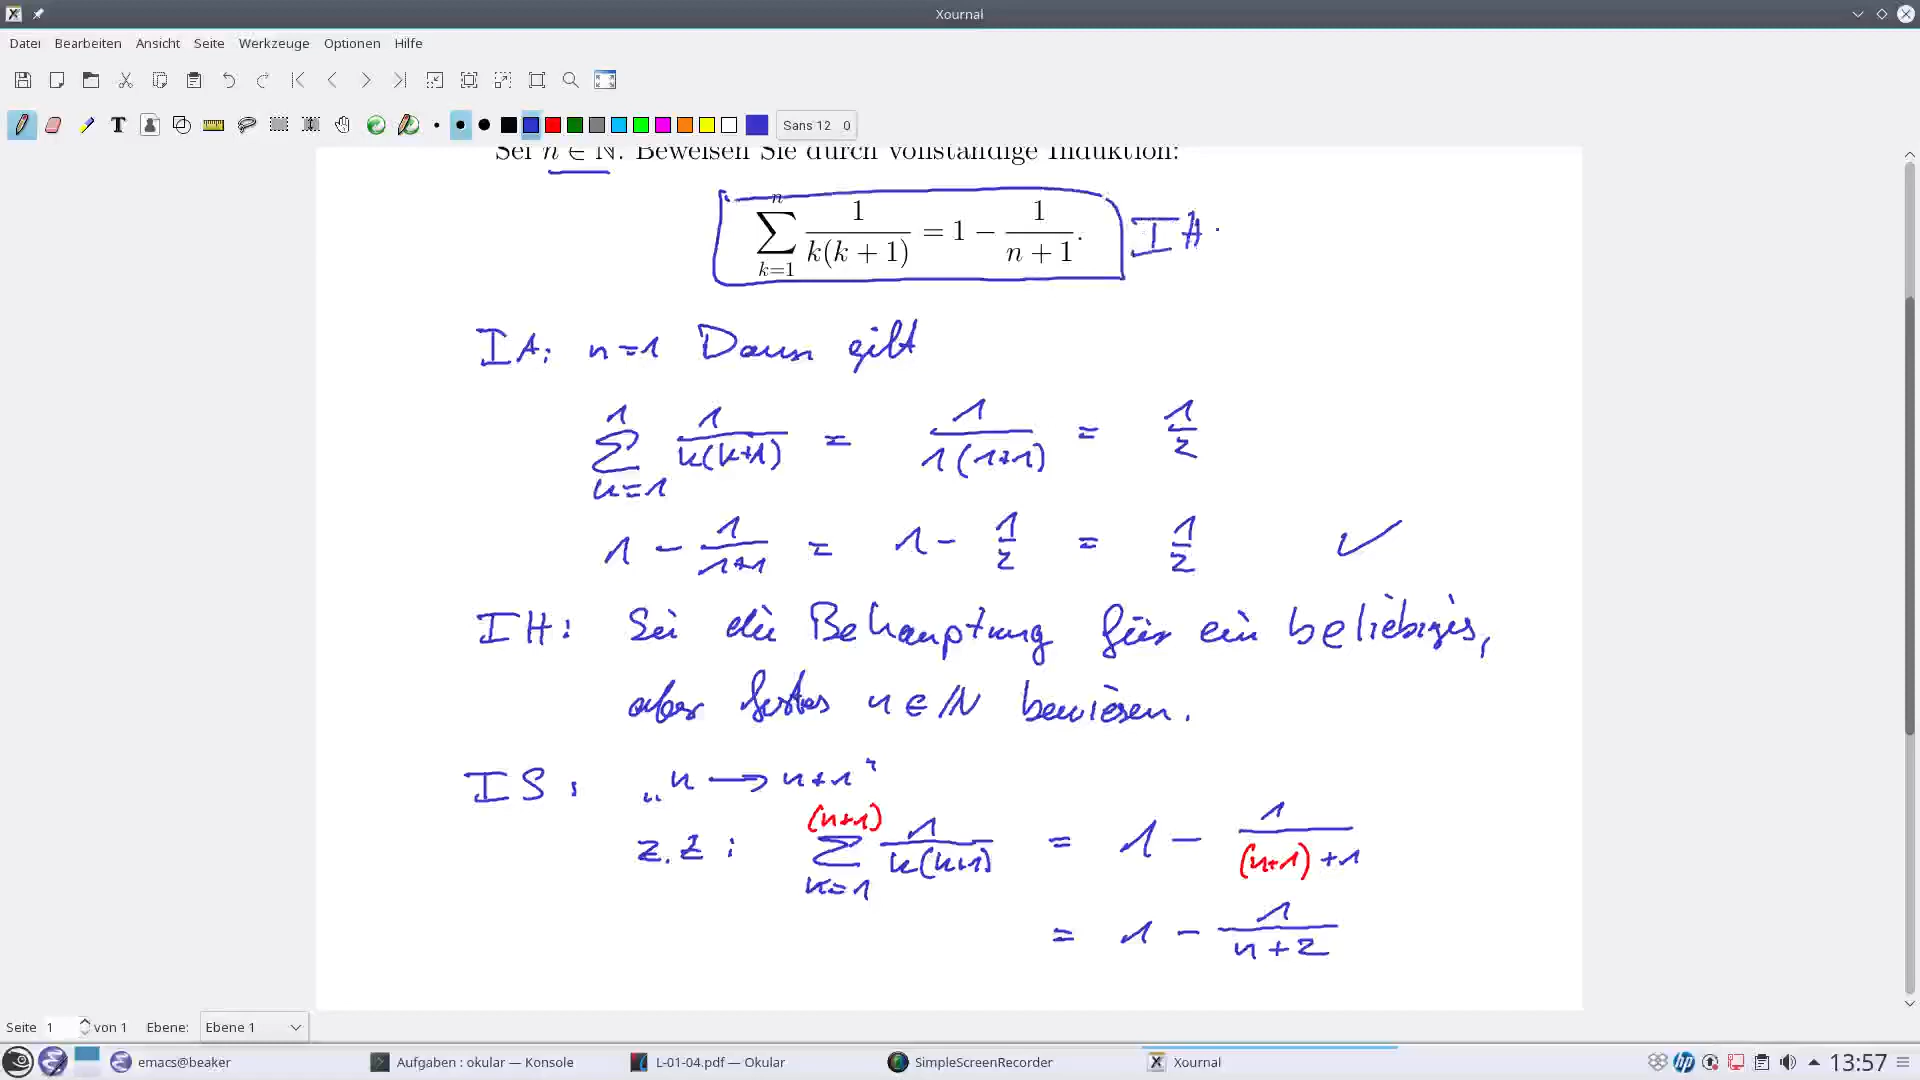 Xournal
Datei Bearbeiten Ansicht Seite Werkzeuge Optionen Hilfe
Sans 12 0
Sei n ∈ ℕ. Beweisen Sie durch vollständige Induktion:
∑_{k=1}^{n} 1/(k(k + 1)) = 1 − 1/(n + 1). IA.
IA: n=1 Dann gilt
∑_{k=1}^{1} 1/(k(k+1)) = 1/(1(1+1)) = 1/2
1 − 1/(1+1) = 1 − 1/2 = 1/2 ✓
IH: Sei die Behauptung für ein beliebiges,
aber festes n ∈ ℕ bewiesen.
IS: „n → n+1“
z.Z: ∑_{k=1}^{(n+1)} 1/(k(k+1)) = 1 − 1/((n+1)+1)
= 1 − 1/(n+2)
Seite 1 von 1 Ebene: Ebene 1
emacs@beaker Aufgaben : okular — Konsole L-01-04.pdf — Okular SimpleScreenRecorder Xournal hp 13:57